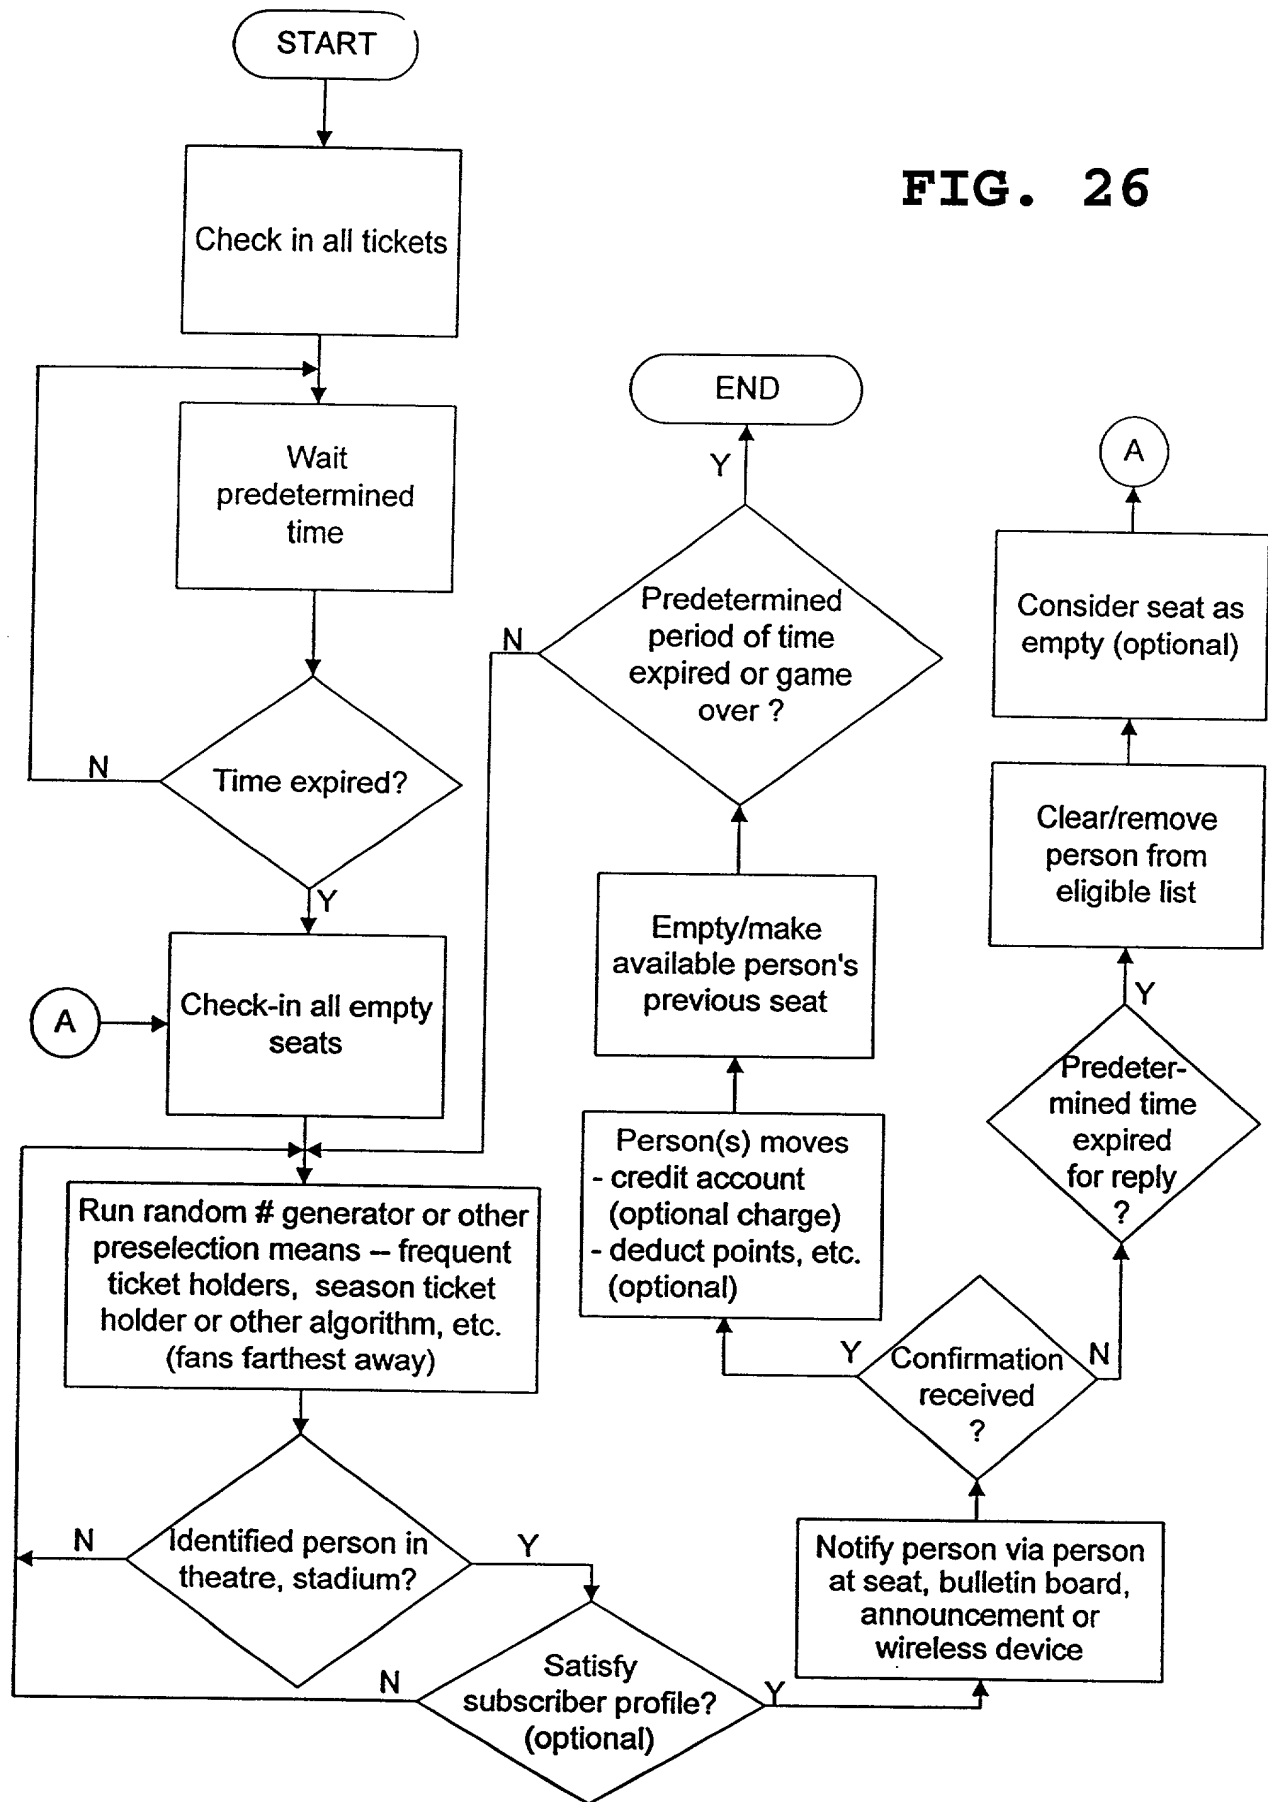 START
FIG. 26
Check in all tickets
Wait
predetermined
time
Time expired?
N
Y
A
Check-in all empty
seats
Run random # generator or other
preselection means -- frequent
ticket holders, season ticket
holder or other algorithm, etc.
(fans farthest away)
Identified person in
theatre, stadium?
N
Y
Satisfy
subscriber profile?
(optional)
N
Y
Notify person via person
at seat, bulletin board,
announcement or
wireless device
Confirmation
received
?
Y
N
Person(s) moves
- credit account
(optional charge)
- deduct points, etc.
(optional)
Empty/make
available person's
previous seat
Predetermined
period of time
expired or game
over ?
N
Y
END
Predeter-
mined time
expired
for reply
?
Y
Clear/remove
person from
eligible list
Consider seat as
empty (optional)
A